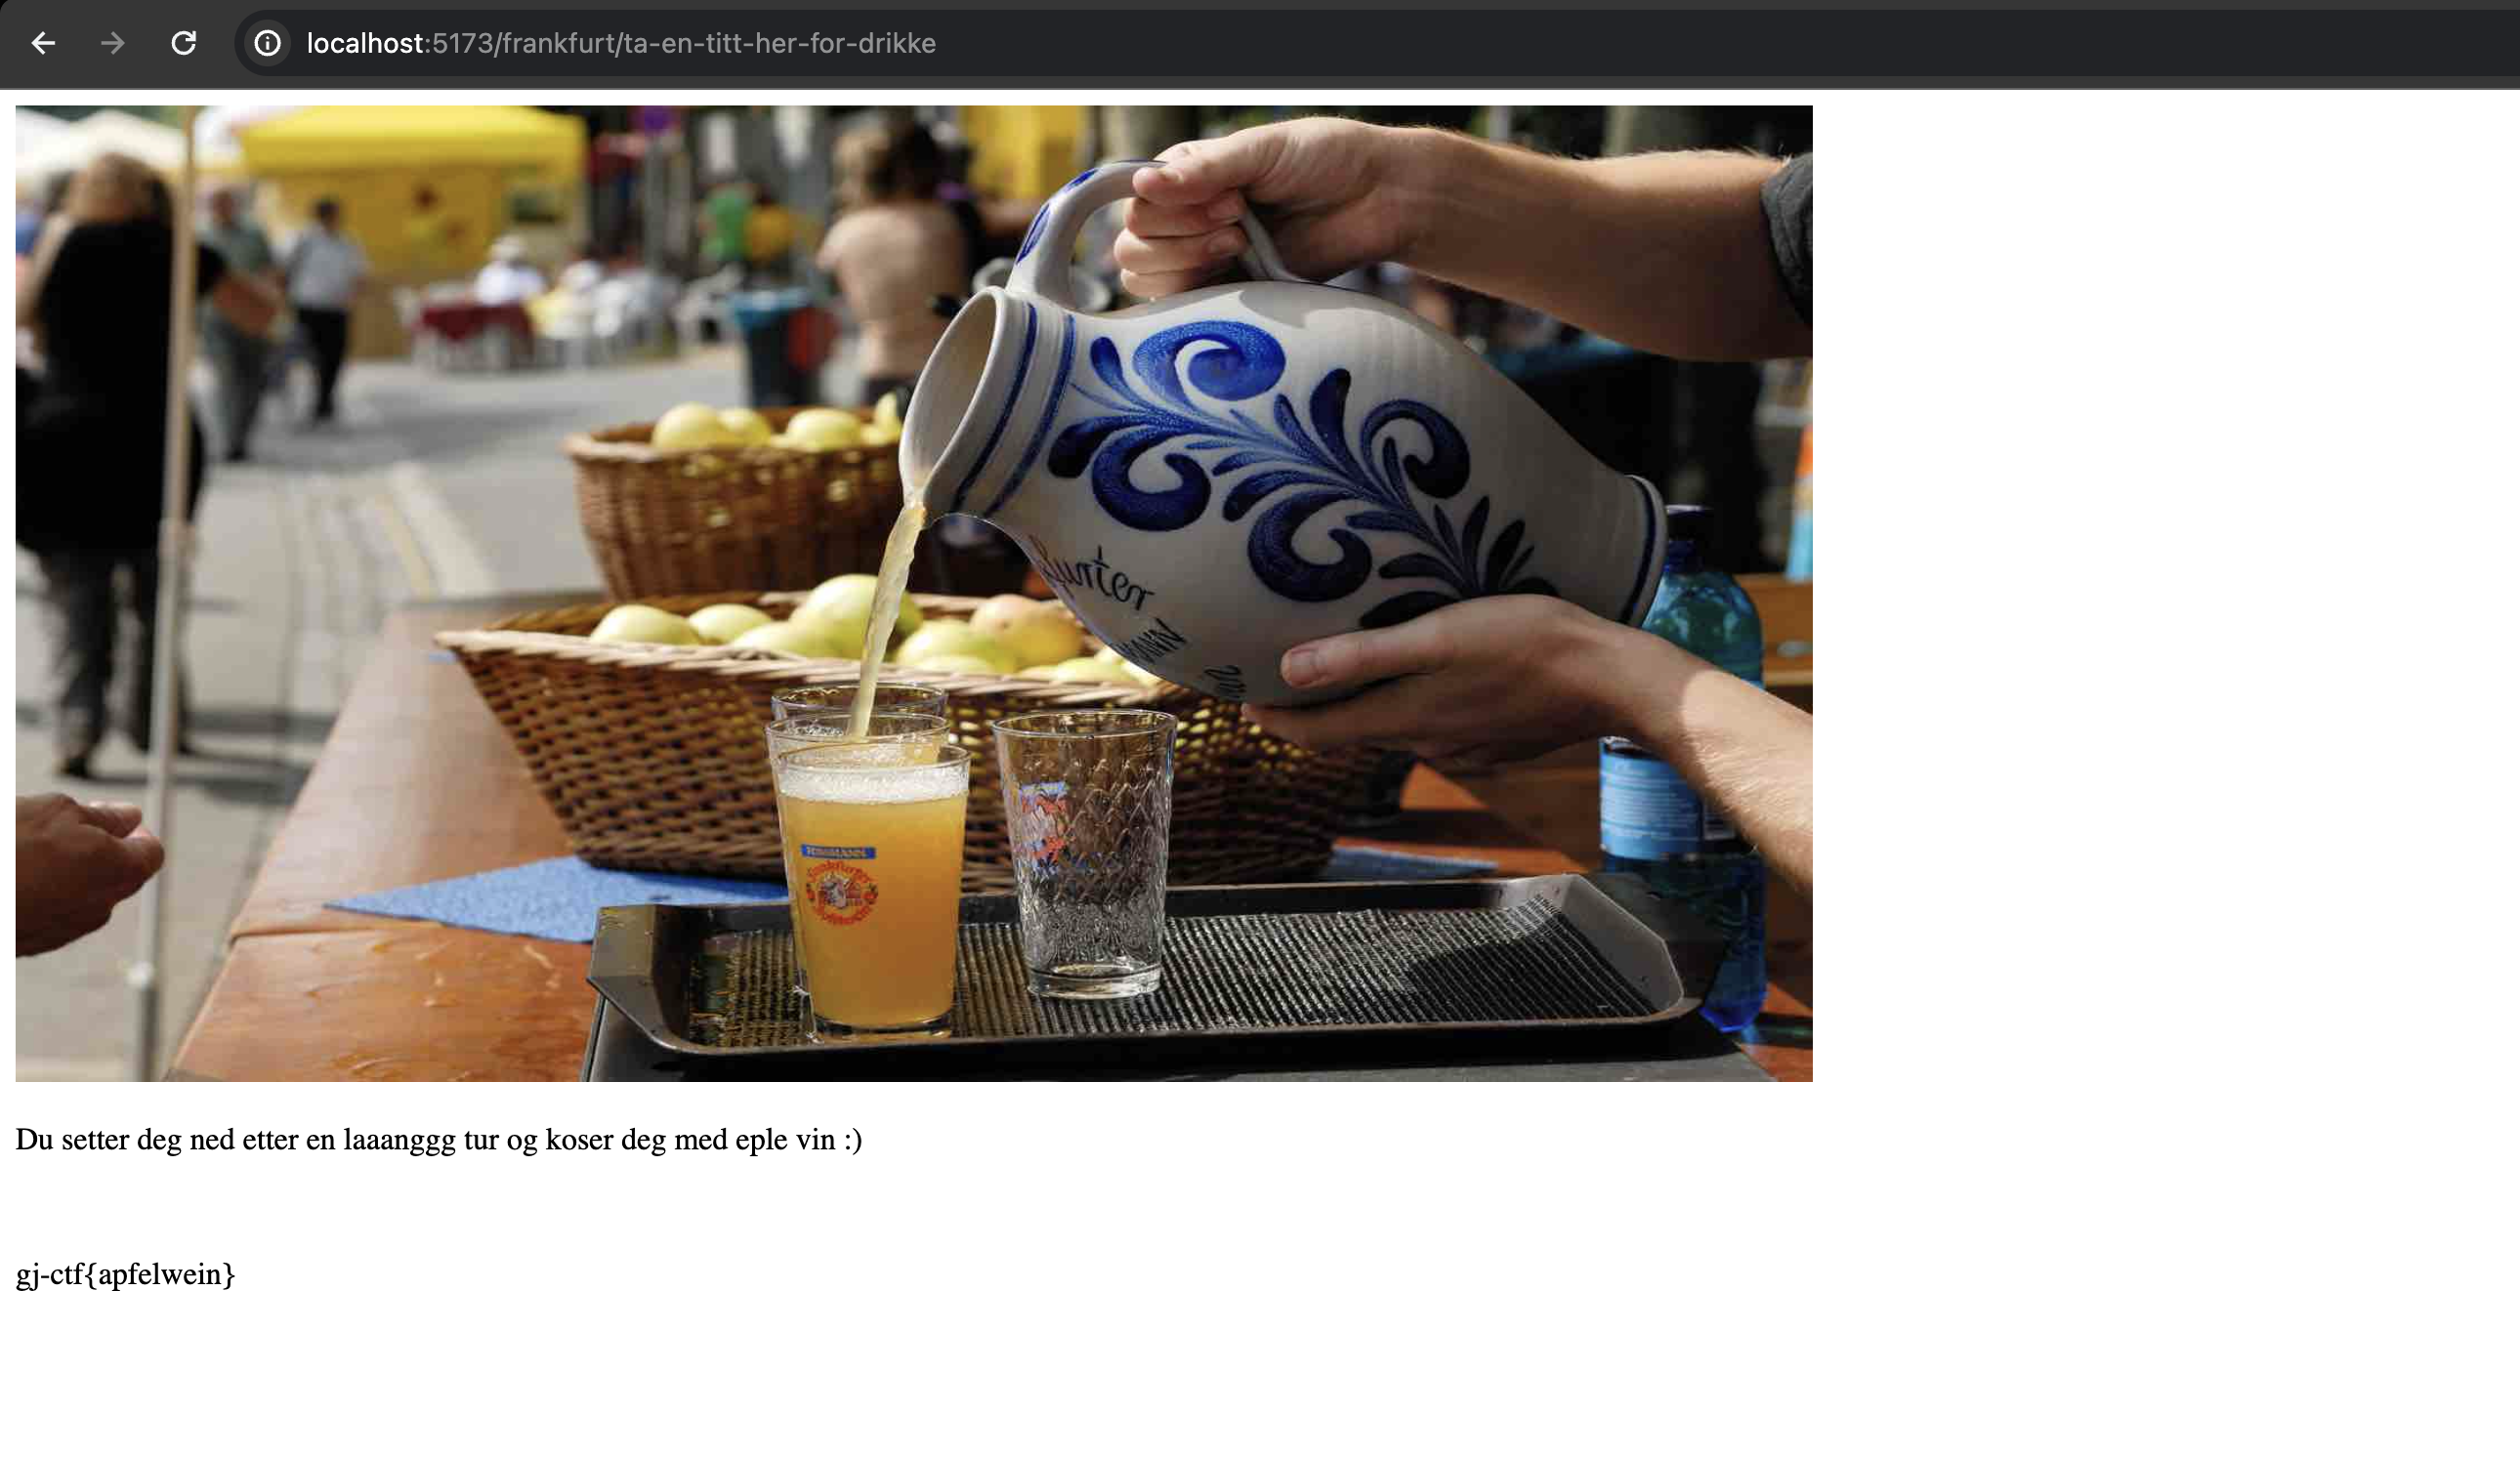 localhost:5173/frankfurt/ta-en-titt-her-for-drikke
Du setter deg ned etter en laaanggg tur og koser deg med eple vin :)
gj-ctf{apfelwein}